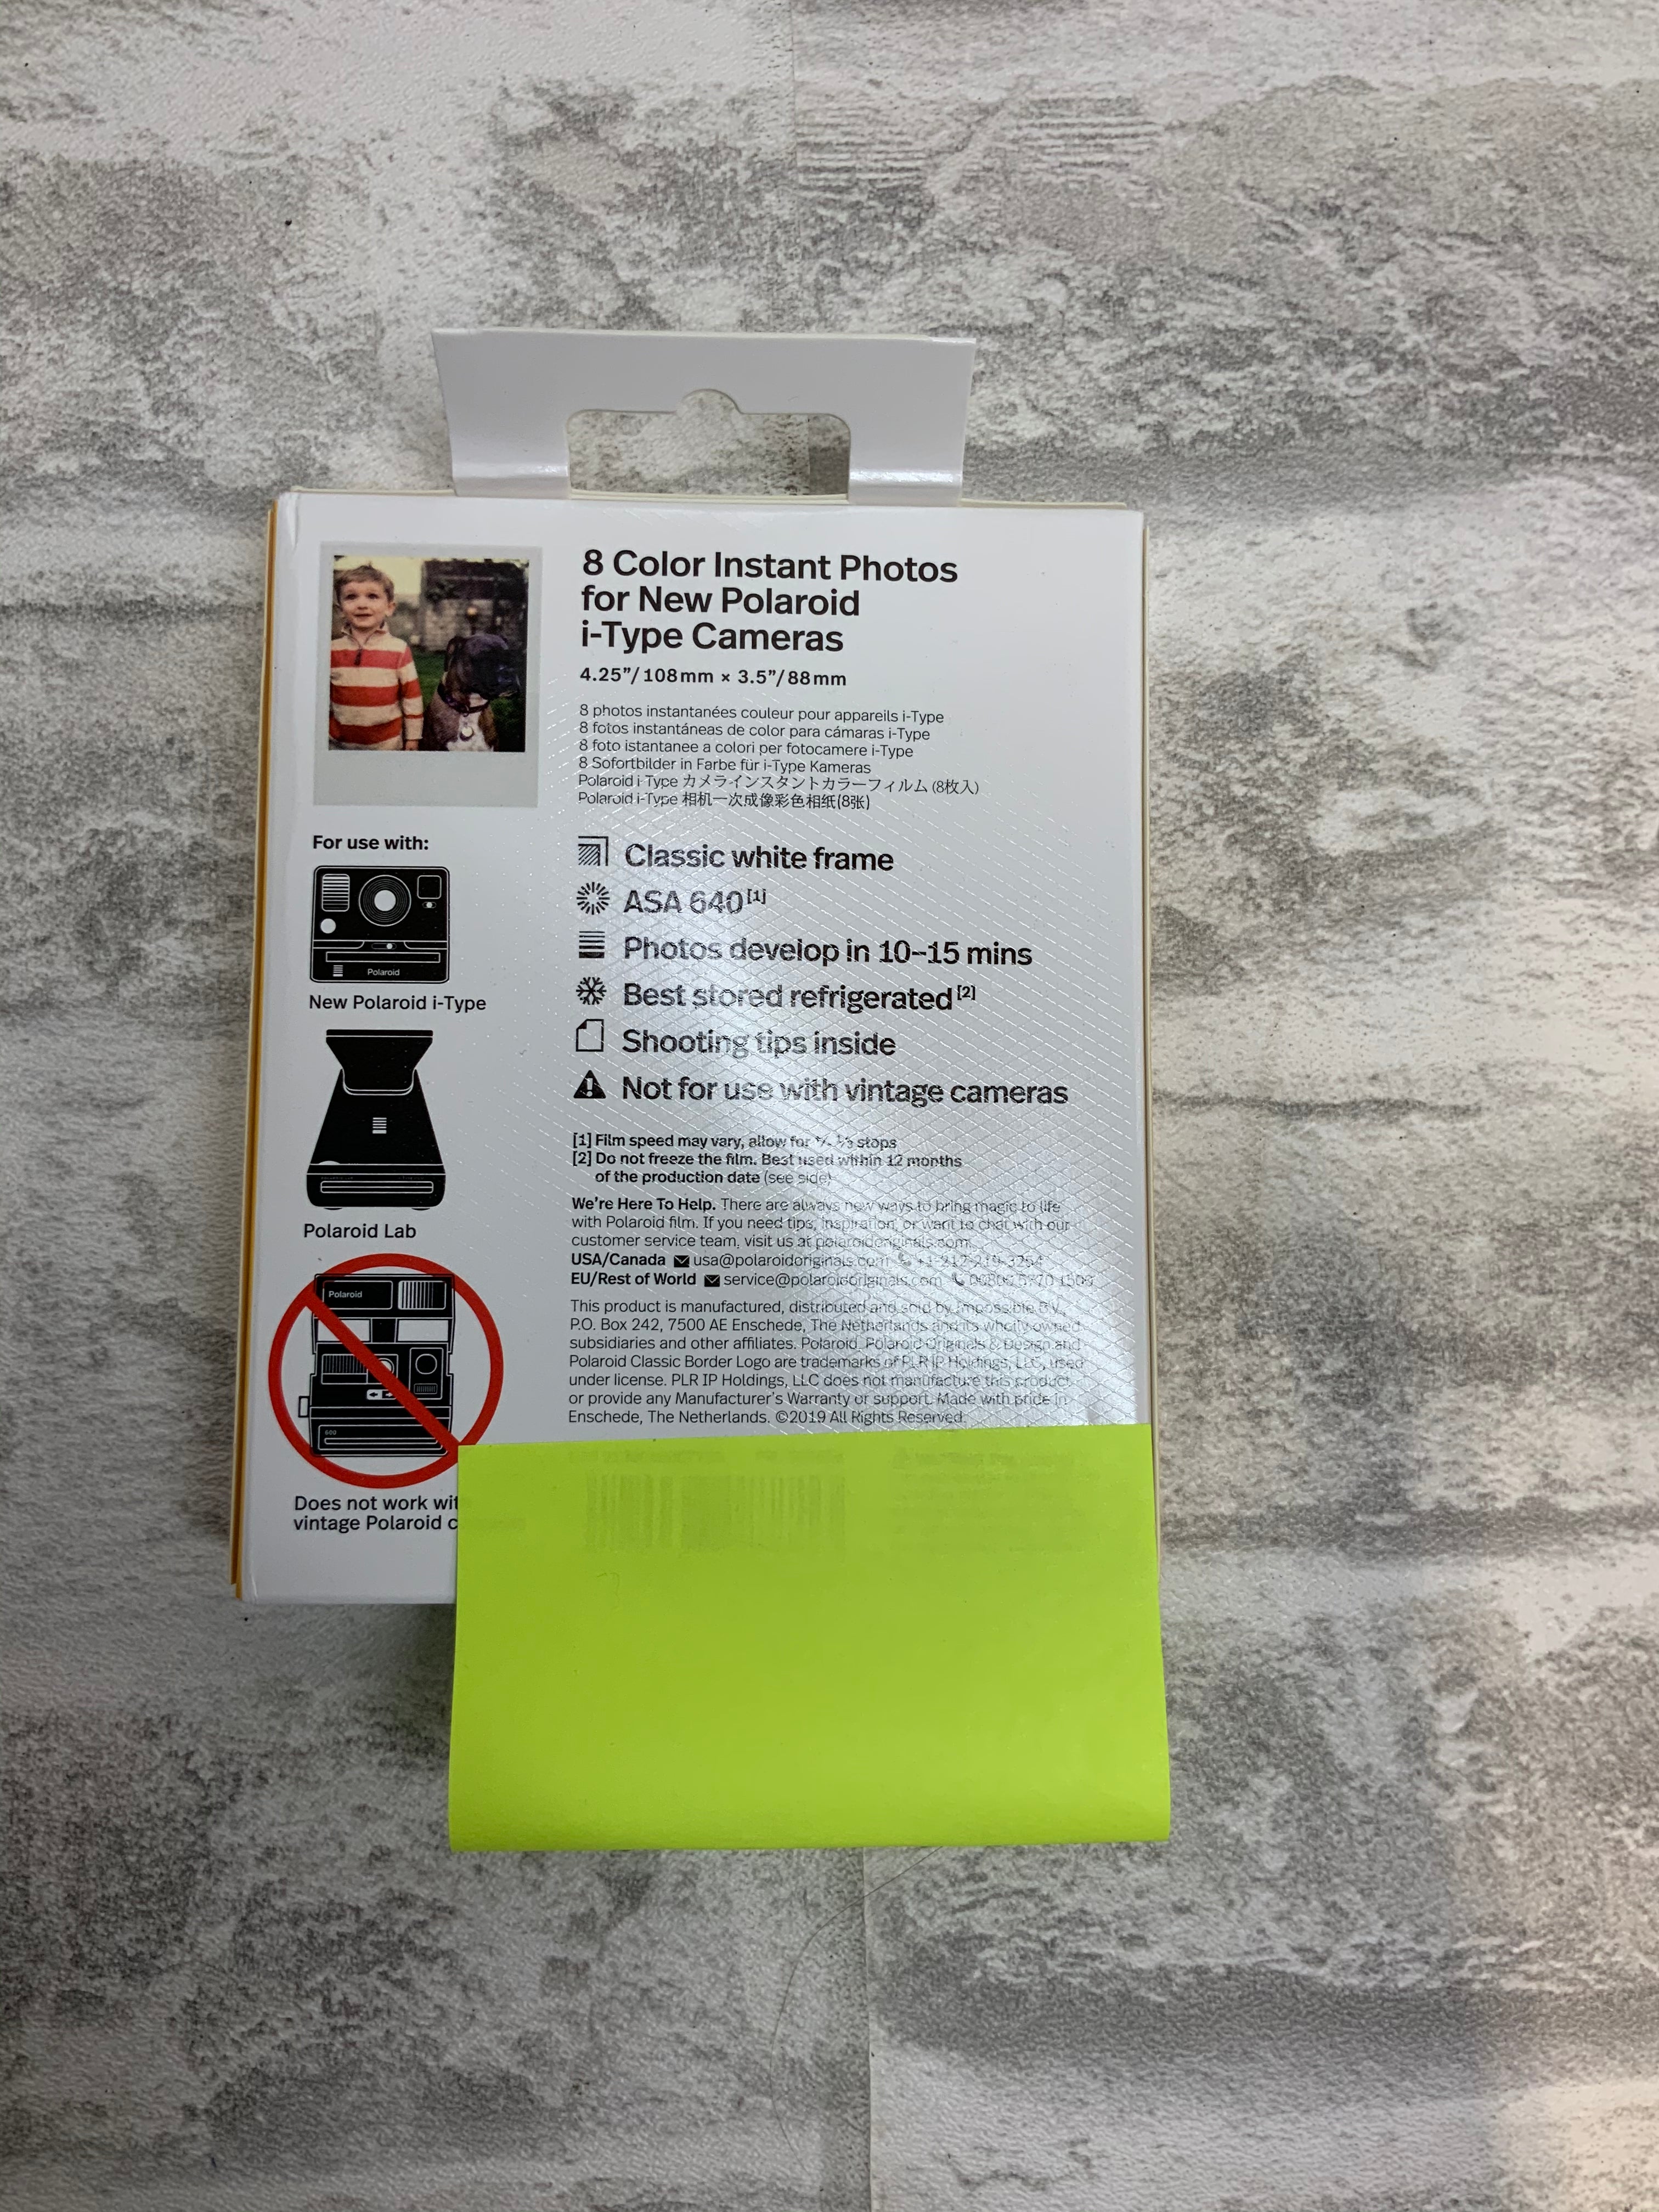 8 Color Instant Photos
for New Polaroid
i-Type Cameras
4.25”/108mm × 3.5”/88mm
8 photos instantanées couleur pour appareils i-Type
8 fotos instantáneas de color para cámaras i-Type
8 foto istantanee a colori per fotocamere i-Type
8 Sofortbilder in Farbe für i-Type Kameras
Polaroid i-Type カメラインスタントカラーフィルム (8枚入)
Polaroid i-Type 相机一次成像彩色相纸(8张)
For use with:
Polaroid
New Polaroid i-Type
Polaroid Lab
Polaroid
600
Does not work wit
vintage Polaroid c
Classic white frame
ASA 640[1]
Photos develop in 10–15 mins
Best stored refrigerated[2]
Shooting tips inside
Not for use with vintage cameras
[1] Film speed may vary, allow for +/- ⅓ stops
[2] Do not freeze the film. Best used within 12 months
of the production date (see side)
We’re Here To Help. There are always new ways to bring magic to life
with Polaroid film. If you need tips, inspiration, or want to chat with our
customer service team, visit us at polaroidoriginals.com.
USA/Canada usa@polaroidoriginals.com +1-212-219-3254
EU/Rest of World service@polaroidoriginals.com
This product is manufactured, distributed and sold by Impossible B.V.,
P.O. Box 242, 7500 AE Enschede, The Netherlands and its wholly-owned
subsidiaries and other affiliates. Polaroid, Polaroid Originals & Design and
Polaroid Classic Border Logo are trademarks of PLR IP Holdings, LLC, used
under license. PLR IP Holdings, LLC does not manufacture this product
or provide any Manufacturer’s Warranty or support. Made with pride in
Enschede, The Netherlands. ©2019 All Rights Reserved.